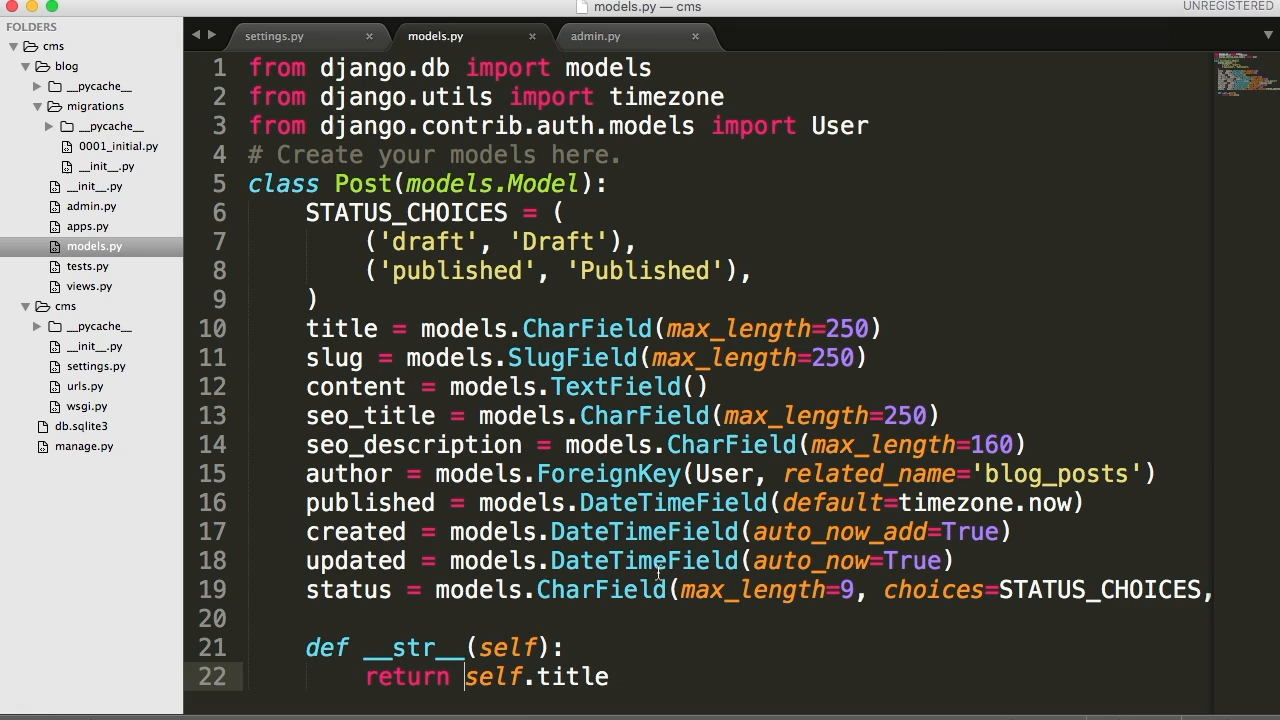 models.py — cms
UNREGISTERED
FOLDERS
cms
blog
__pycache__
migrations
__pycache__
0001_initial.py
__init__.py
__init__.py
admin.py
apps.py
models.py
tests.py
views.py
cms
__pycache__
__init__.py
settings.py
urls.py
wsgi.py
db.sqlite3
manage.py
settings.py × models.py × admin.py ×
1 from django.db import models
2 from django.utils import timezone
3 from django.contrib.auth.models import User
4 # Create your models here.
5 class Post(models.Model):
6 STATUS_CHOICES = (
7 ('draft', 'Draft'),
8 ('published', 'Published'),
9 )
10 title = models.CharField(max_length=250)
11 slug = models.SlugField(max_length=250)
12 content = models.TextField()
13 seo_title = models.CharField(max_length=250)
14 seo_description = models.CharField(max_length=160)
15 author = models.ForeignKey(User, related_name='blog_posts')
16 published = models.DateTimeField(default=timezone.now)
17 created = models.DateTimeField(auto_now_add=True)
18 updated = models.DateTimeField(auto_now=True)
19 status = models.CharField(max_length=9, choices=STATUS_CHOICES,
20
21 def __str__(self):
22 return self.title